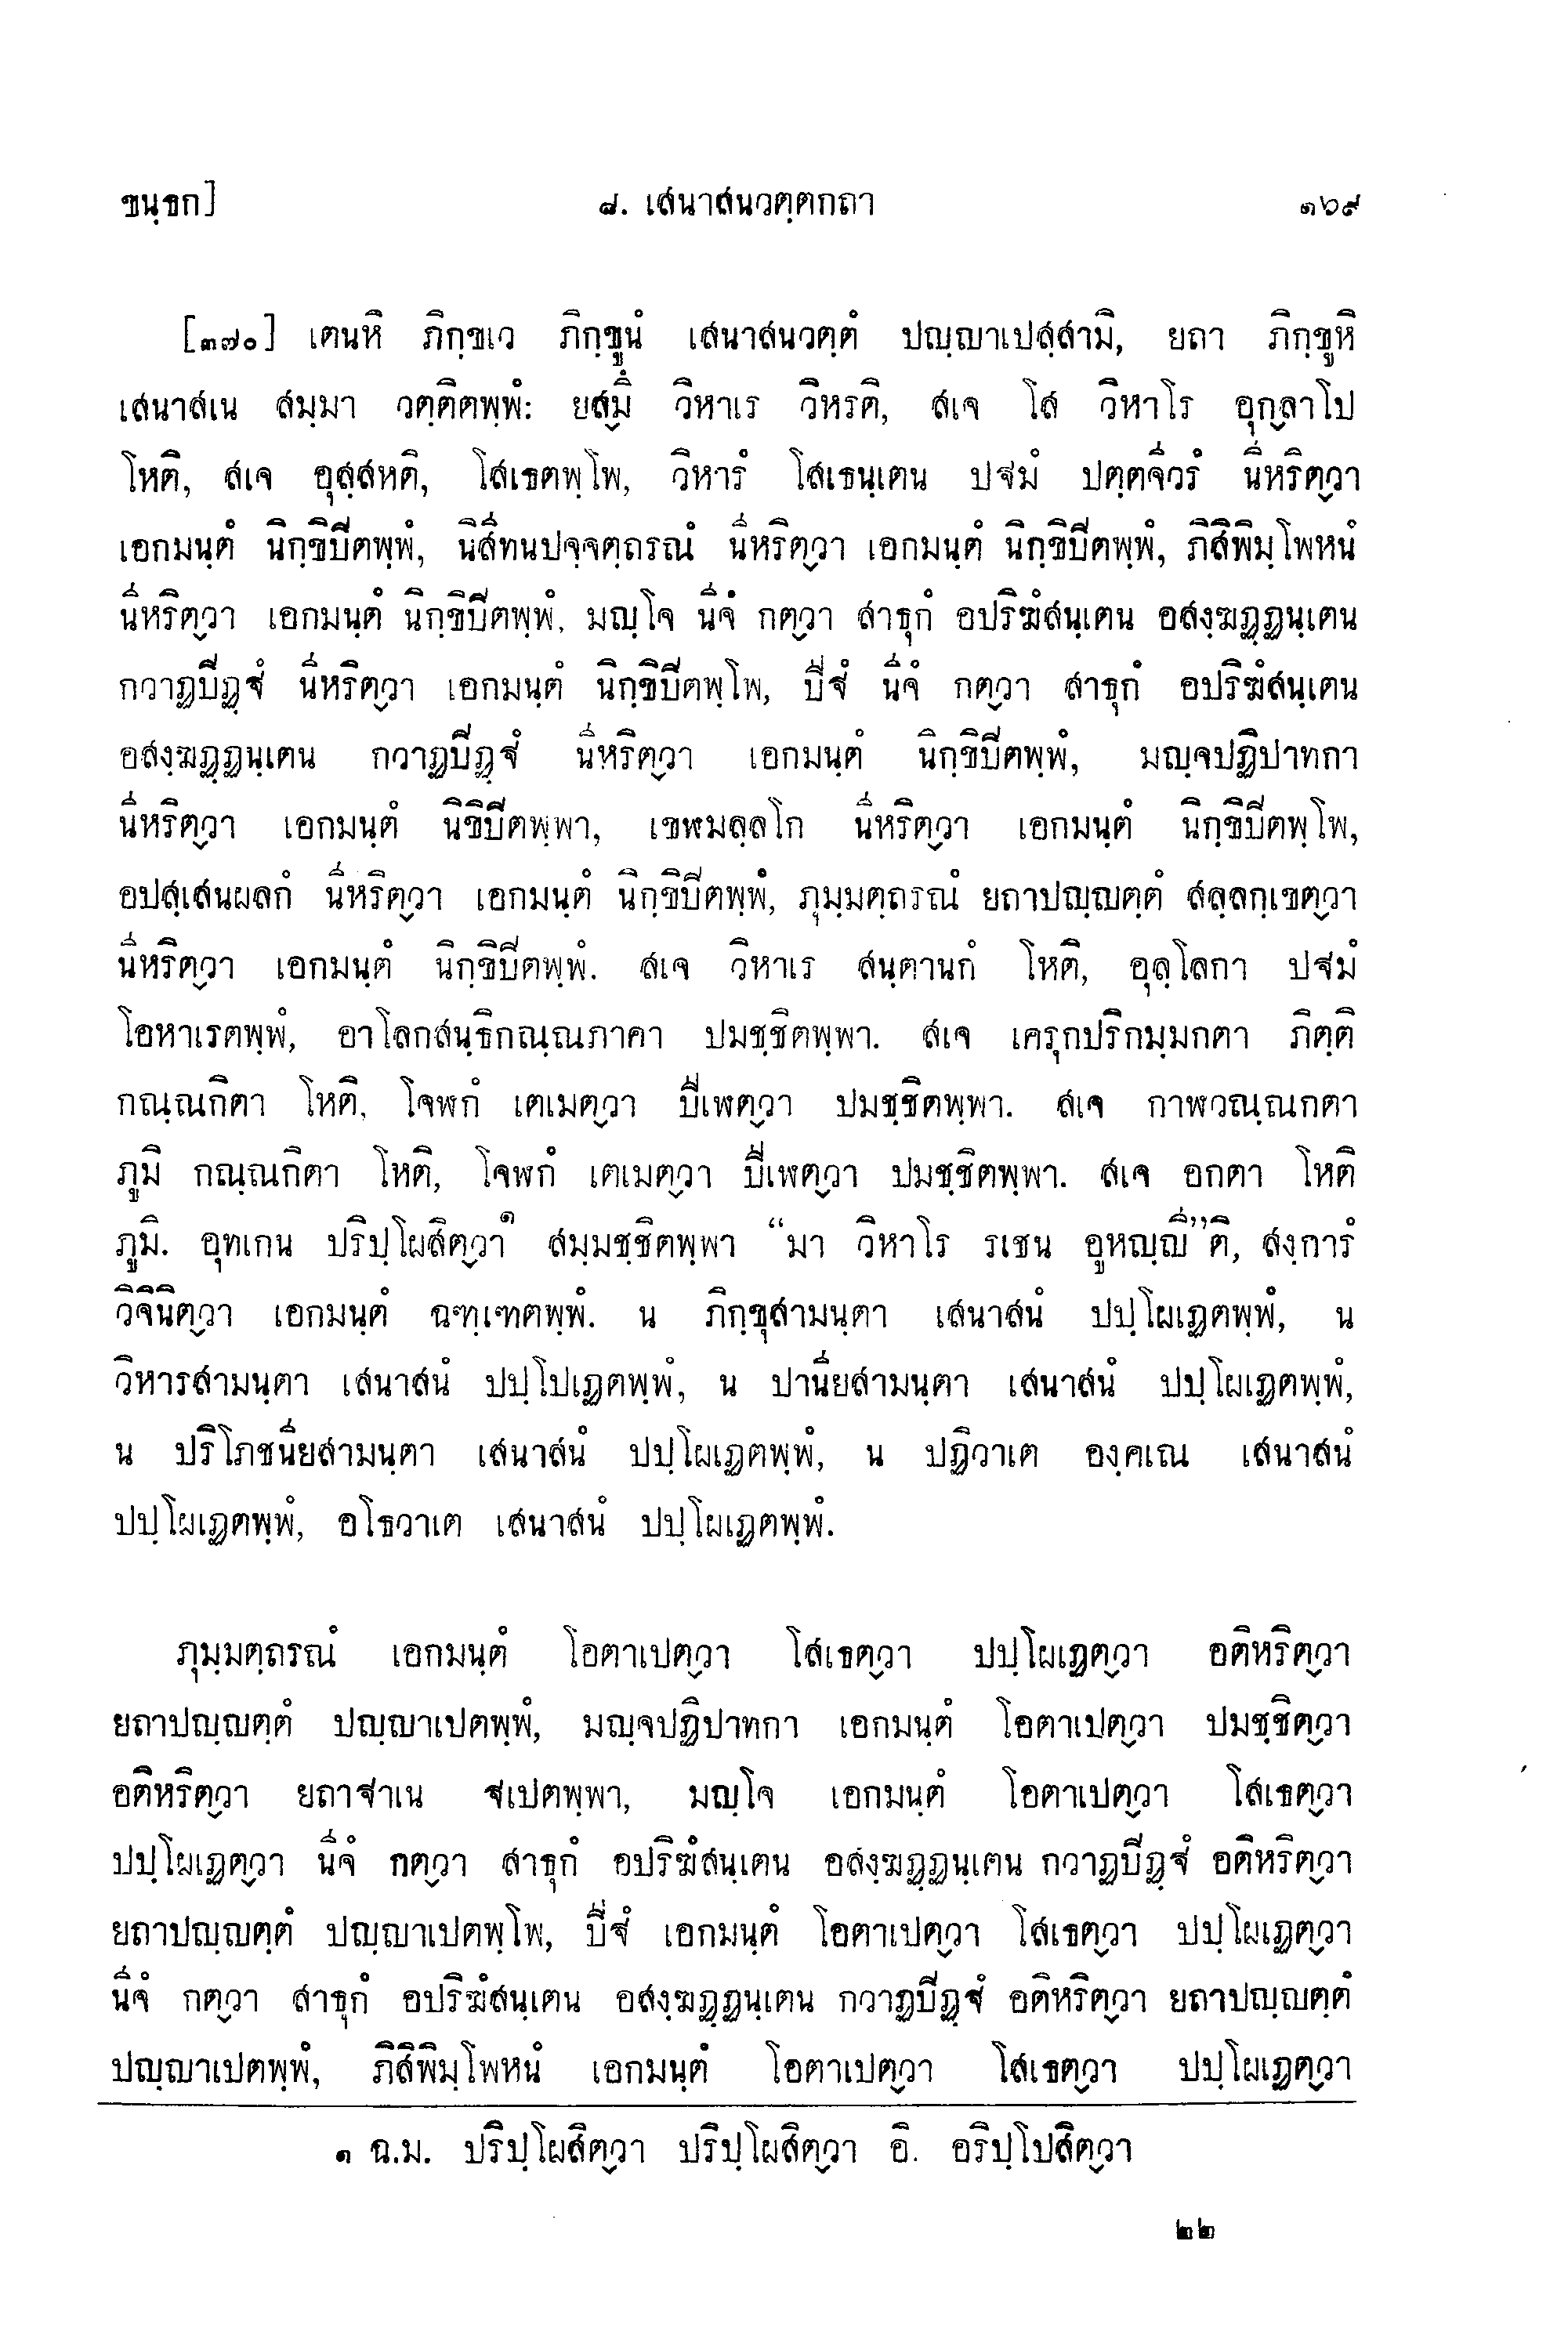 ขนฺธก] ๘. เสนาสนวตฺตกถา ๑๖๙
[๓๗๐] เตนหิ ภิกฺขเว ภิกฺขูนํ เสนาสนวตฺตํ ปญฺญาเปสฺสามิ, ยถา ภิกฺขูหิ
เสนาสเน สมฺมา วตฺติตพฺพํ: ยสฺมึ วิหาเร วิหรติ, สเจ โส วิหาโร อุกฺลาโป
โหติ, สเจ อุสฺสหติ, โสเธตพฺโพ, วิหารํ โสเธนฺเตน ปฐมํ ปตฺตจีวรํ นีหริตฺวา
เอกมนฺตํ นิกฺขิปิตพฺพํ, นิสีทนปจฺจตฺถรณํ นีหริตฺวา เอกมนฺตํ นิกฺขิปิตพฺพํ, ภิสิพิมฺโพหนํ
นีหริตฺวา เอกมนฺตํ นิกฺขิปิตพฺพํ, มญฺโจ นีจํ กตฺวา สาธุกํ อปริฆํสนฺเตน อสงฺฆฏฺฏนฺเตน
กวาฏปิฏฺฐํ นีหริตฺวา เอกมนฺตํ นิกฺขิปิตพฺโพ, ปีฐํ นีจํ กตฺวา สาธุกํ อปริฆํสนฺเตน
อสงฺฆฏฺฏนฺเตน กวาฏปิฏฺฐํ นีหริตฺวา เอกมนฺตํ นิกฺขิปิตพฺพํ, มญฺจปฏิปาทกา
นีหริตฺวา เอกมนฺตํ นิขิปิตพฺพา, เขฬมลฺลโก นีหริตฺวา เอกมนฺตํ นิกฺขิปิตพฺโพ,
อปสฺเสนผลกํ นีหริตฺวา เอกมนฺตํ นิกฺขิปิตพฺพํ, ภุมฺมตฺถรณํ ยถาปญฺญตฺตํ สลฺลกฺเขตฺวา
นีหริตฺวา เอกมนฺตํ นิกฺขิปิตพฺพํ. สเจ วิหาเร สนฺตานกํ โหติ, อุลฺโลกา ปฐมํ
โอหาเรตพฺพํ, อาโลกสนฺธิกณฺณภาคา ปมชฺชิตพฺพา. สเจ เครุกปริกมฺมกตา ภิตฺติ
กณฺณกิตา โหติ, โจฬกํ เตเมตฺวา ปีเฬตฺวา ปมชฺชิตพฺพา. สเจ กาฬวณฺณกตา
ภูมิ กณฺณกิตา โหติ, โจฬกํ เตเมตฺวา ปีเฬตฺวา ปมชฺชิตพฺพา. สเจ อกตา โหติ
ภูมิ. อุทเกน ปริปฺโผสิตฺวา๑ สมฺมชฺชิตพฺพา “มา วิหาโร รเชน อูหญฺญี”ติ, สงฺการํ
วิจินิตฺวา เอกมนฺตํ ฉฑฺเฑตพฺพํ. น ภิกฺขุสามนฺตา เสนาสนํ ปปฺโผเฏตพฺพํ, น
วิหารสามนฺตา เสนาสนํ ปปฺโปเฏตพฺพํ, น ปานียสามนฺตา เสนาสนํ ปปฺโผเฏตพฺพํ,
น ปริโภชนียสามนฺตา เสนาสนํ ปปฺโผเฏตพฺพํ, น ปฏิวาเต องฺคเณ เสนาสนํ
ปปฺโผเฏตพฺพํ, อโธวาเต เสนาสนํ ปปฺโผเฏตพฺพํ.
ภุมฺมตฺถรณํ เอกมนฺตํ โอตาเปตฺวา โสเธตฺวา ปปฺโผเฏตฺวา อติหริตฺวา
ยถาปญฺญตฺตํ ปญฺญาเปตพฺพํ, มญฺจปฏิปาทกา เอกมนฺตํ โอตาเปตฺวา ปมชฺชิตฺวา
อติหริตฺวา ยถาฐาเน ฐเปตพฺพา, มญฺโจ เอกมนฺตํ โอตาเปตฺวา โสเธตฺวา
ปปฺโผเฏตฺวา นีจํ กตฺวา สาธุกํ อปริฆํสนฺเตน อสงฺฆฏฺฏนฺเตน กวาฏปิฏฺฐํ อติหริตฺวา
ยถาปญฺญตฺตํ ปญฺญาเปตพฺโพ, ปีฐํ เอกมนฺตํ โอตาเปตฺวา โสเธตฺวา ปปฺโผเฏตฺวา
นีจํ กตฺวา สาธุกํ อปริฆํสนฺเตน อสงฺฆฏฺฏนฺเตน กวาฏปิฏฺฐํ อติหริตฺวา ยถาปญฺญตฺตํ
ปญฺญาเปตพฺพํ, ภิสิพิมฺโพหนํ เอกมนฺตํ โอตาเปตฺวา โสเธตฺวา ปปฺโผเฏตฺวา
๑ ฉ.ม. ปริปฺโผสิตฺวา ปริปฺโผสิตฺวา อิ. อริปฺโปสิตฺวา
๒๒